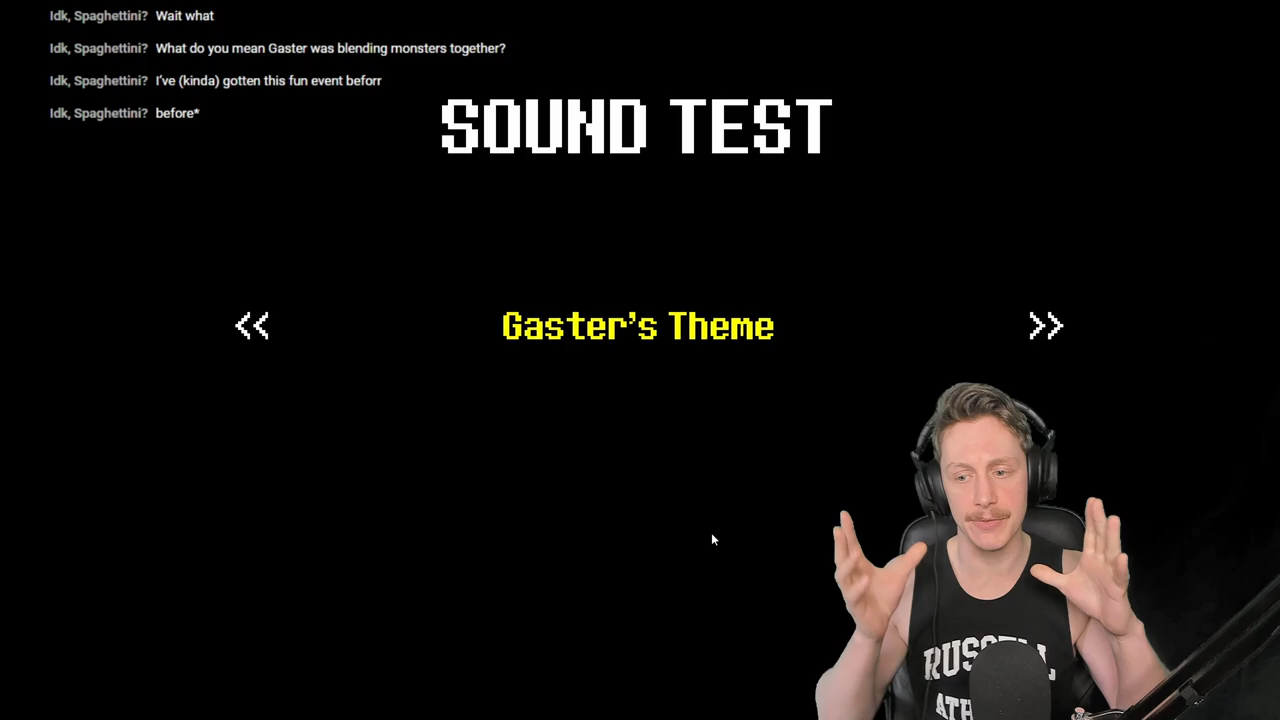 Idk, Spaghettini? Wait what
Idk, Spaghettini? What do you mean Gaster was blending monsters together?
Idk, Spaghettini? I've (kinda) gotten this fun event beforr
Idk, Spaghettini? before*
SOUND TEST
<< Gaster's Theme >>